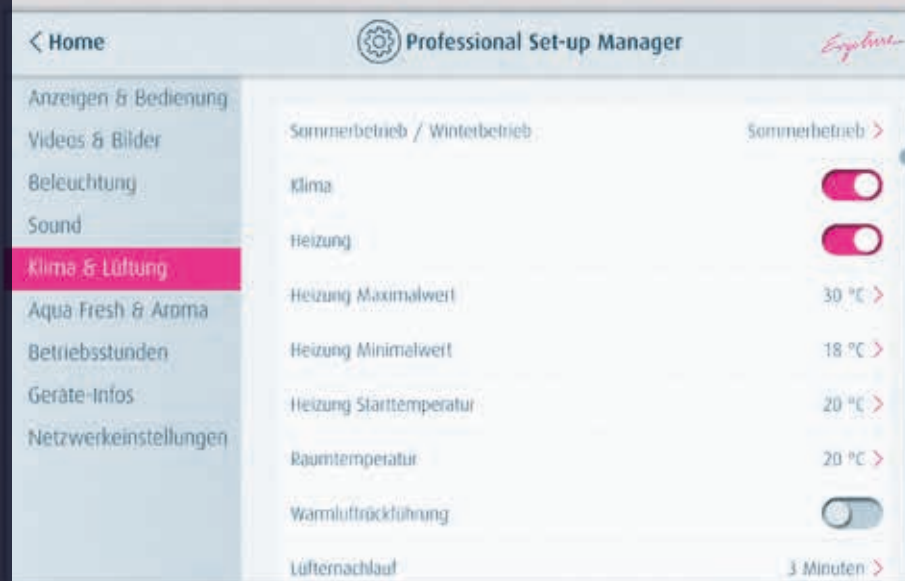 < Home
Professional Set-up Manager
Ergoline
Anzeigen & Bedienung
Videos & Bilder
Beleuchtung
Sound
Klima & Lüftung
Aqua Fresh & Aroma
Betriebsstunden
Geräte-Infos
Netzwerkeinstellungen
Sommerbetrieb / Winterbetrieb Sommerbetrieb >
Klima
Heizung
Heizung Maximalwert 30 °C >
Heizung Minimalwert 18 °C >
Heizung Starttemperatur 20 °C >
Raumtemperatur 20 °C >
Warmluftrückführung
Lüfternachlauf 3 Minuten >